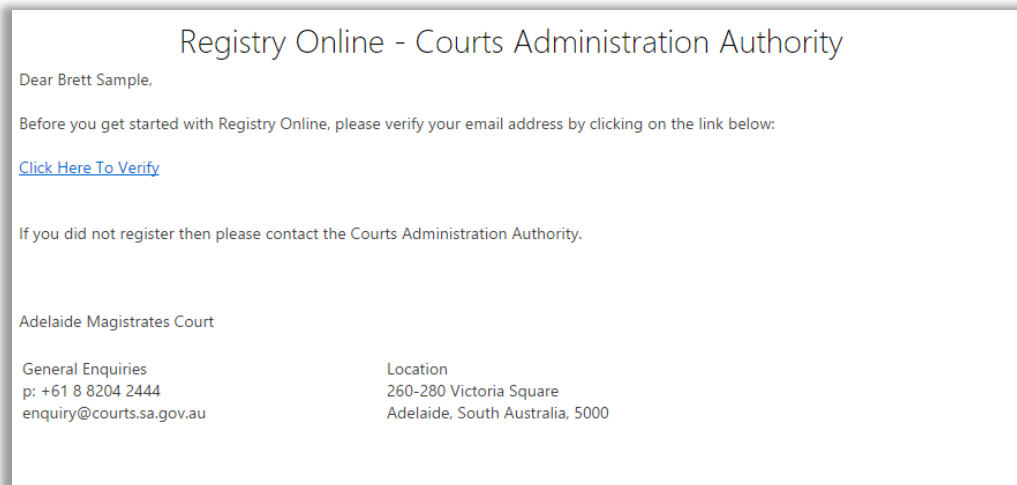 Registry Online - Courts Administration Authority
Dear Brett Sample,
Before you get started with Registry Online, please verify your email address by clicking on the link below:
Click Here To Verify
If you did not register then please contact the Courts Administration Authority.
Adelaide Magistrates Court
General Enquiries
p: +61 8 8204 2444
enquiry@courts.sa.gov.au
Location
260-280 Victoria Square
Adelaide, South Australia, 5000